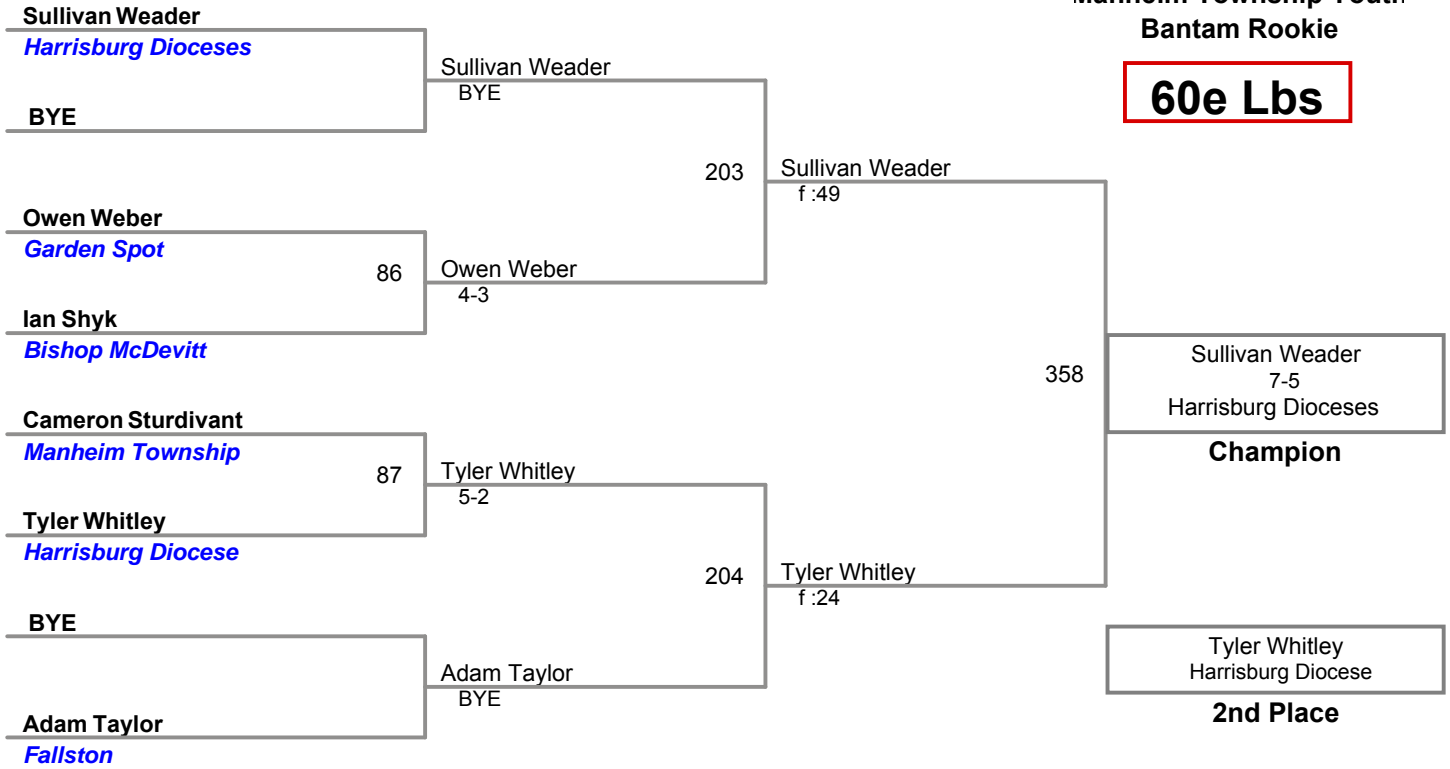 Manheim Township Youth
Bantam Rookie
60e Lbs
Sullivan Weader
Harrisburg Dioceses
BYE
Owen Weber
Garden Spot
86
Ian Shyk
Bishop McDevitt
Cameron Sturdivant
Manheim Township
87
Tyler Whitley
Harrisburg Diocese
BYE
Adam Taylor
Fallston
Sullivan Weader
BYE
203
Owen Weber
4-3
Tyler Whitley
5-2
204
Adam Taylor
BYE
Sullivan Weader
f :49
358
Tyler Whitley
f :24
Sullivan Weader
7-5
Harrisburg Dioceses
Champion
Tyler Whitley
Harrisburg Diocese
2nd Place